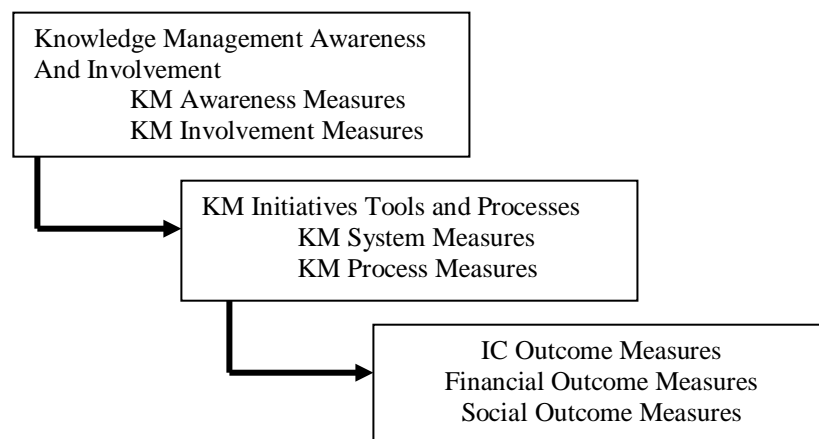 Knowledge Management Awareness
And Involvement
KM Awareness Measures
KM Involvement Measures
KM Initiatives Tools and Processes
KM System Measures
KM Process Measures
IC Outcome Measures
Financial Outcome Measures
Social Outcome Measures